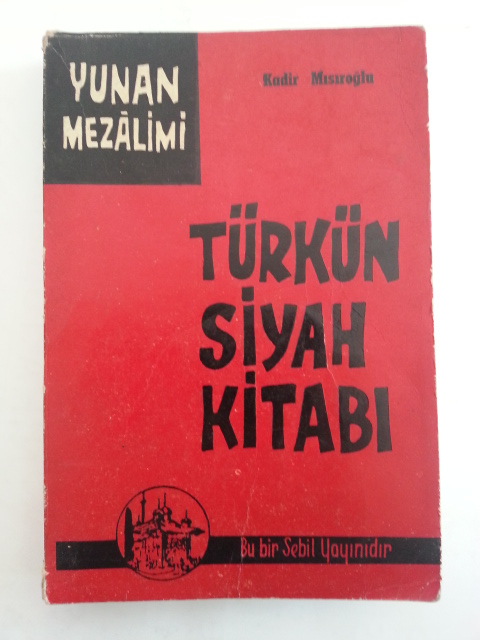 YUNAN
MEZÂLİMİ
Kadir Mısıroğlu
TÜRKÜN
SİYAH
KİTABI
Bu bir Sebil Yayınıdır